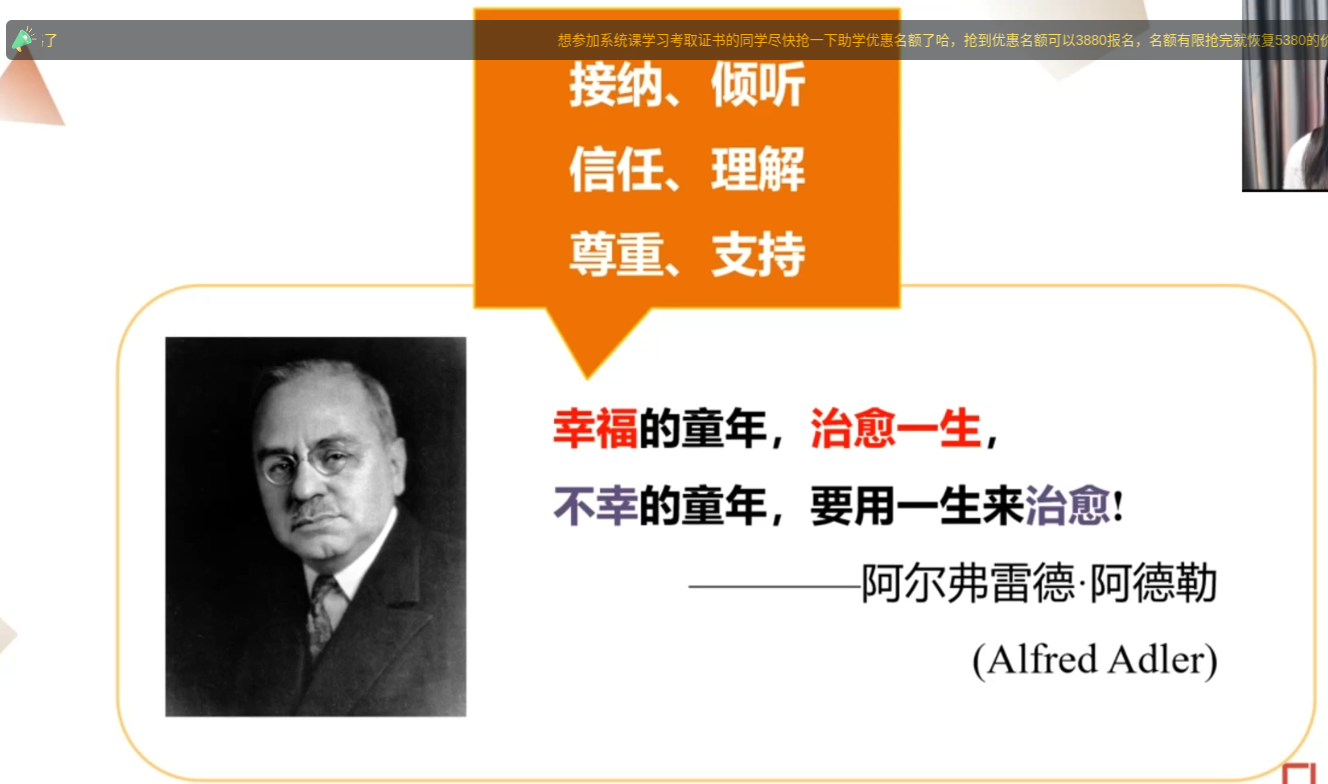 了
想参加系统课学习考取证书的同学尽快抢一下助学优惠名额了哈，抢到优惠名额可以3880报名，名额有限抢完就恢复5380的
接纳、倾听
信任、理解
尊重、支持
幸福的童年，治愈一生，
不幸的童年，要用一生来治愈！
————阿尔弗雷德·阿德勒
(Alfred Adler)